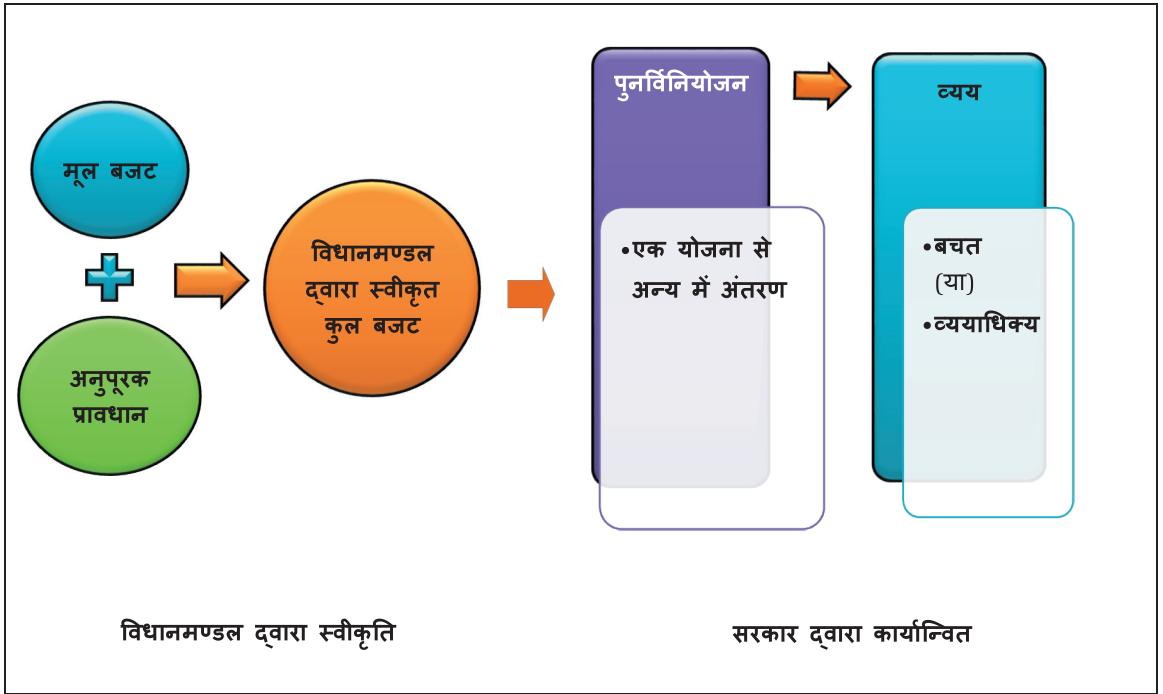 मूल बजट
अनुपूरक
प्रावधान
विधानमण्डल
द्वारा स्वीकृत
कुल बजट
पुनर्विनियोजन
•एक योजना से
अन्य में अंतरण
व्यय
•बचत
(या)
•व्ययाधिक्य
विधानमण्डल द्वारा स्वीकृति
सरकार द्वारा कार्यान्वित